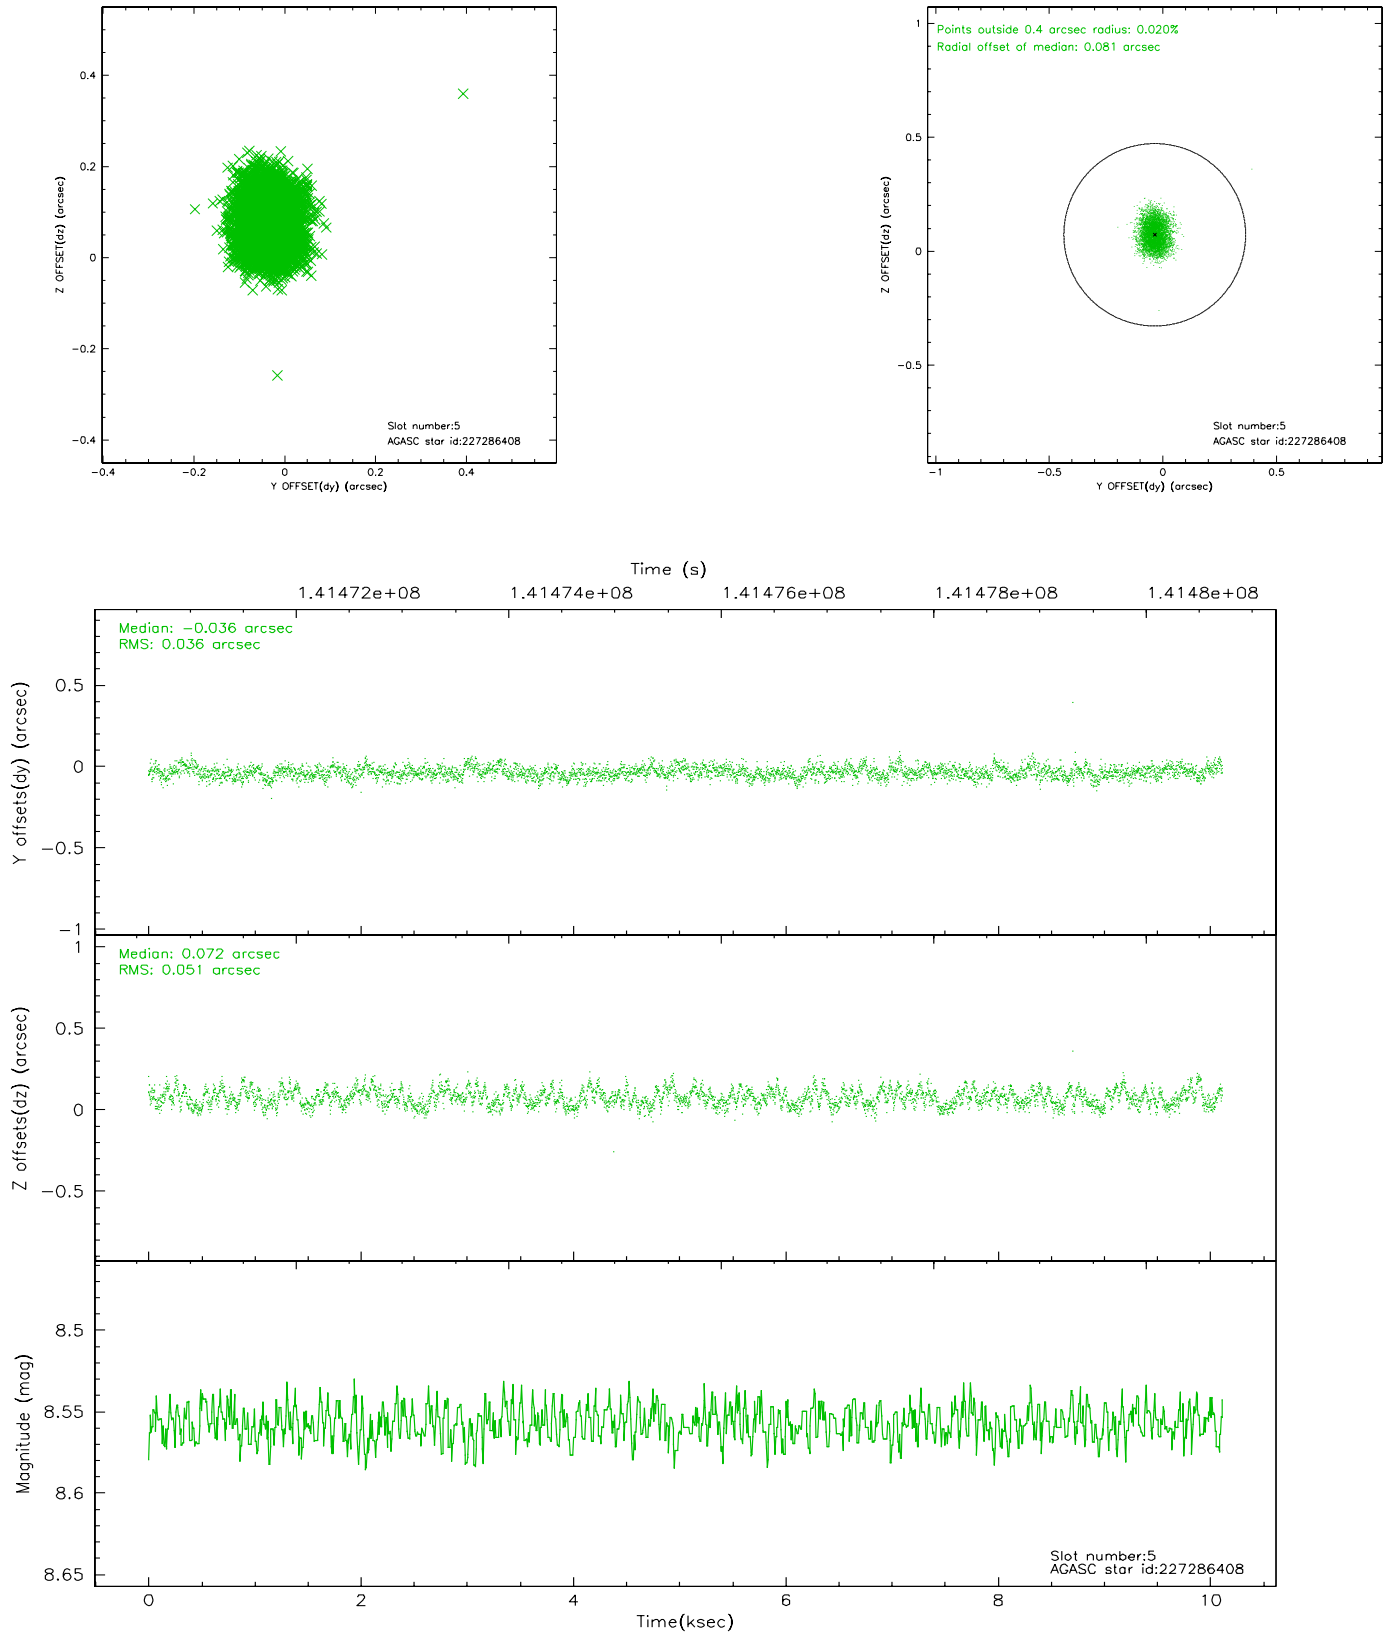 0.4
0.2
0
−0.2
−0.4
Z OFFSET(dz) (arcsec)
−0.4
−0.2
0
0.2
0.4
Y OFFSET(dy) (arcsec)
Slot number:5
AGASC star id:227286408
Points outside 0.4 arcsec radius: 0.020%
Radial offset of median: 0.081 arcsec
1
0.5
0
−0.5
Z OFFSET(dz) (arcsec)
−1
−0.5
0
0.5
Y OFFSET(dy) (arcsec)
Slot number:5
AGASC star id:227286408
Time (s)
1.41472e+08
1.41474e+08
1.41476e+08
1.41478e+08
1.4148e+08
Median: −0.036 arcsec
RMS: 0.036 arcsec
0.5
0
−0.5
−1
Y offsets(dy) (arcsec)
Median: 0.072 arcsec
RMS: 0.051 arcsec
1
0.5
0
−0.5
Z offsets(dz) (arcsec)
8.5
8.55
8.6
8.65
Magnitude (mag)
Slot number:5
AGASC star id:227286408
0
2
4
6
8
10
Time(ksec)